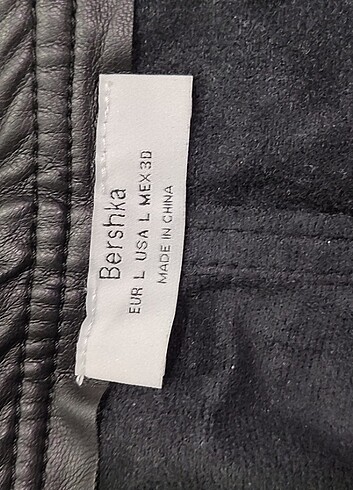 Bershka
EUR L USA L MEX 30
MADE IN CHINA